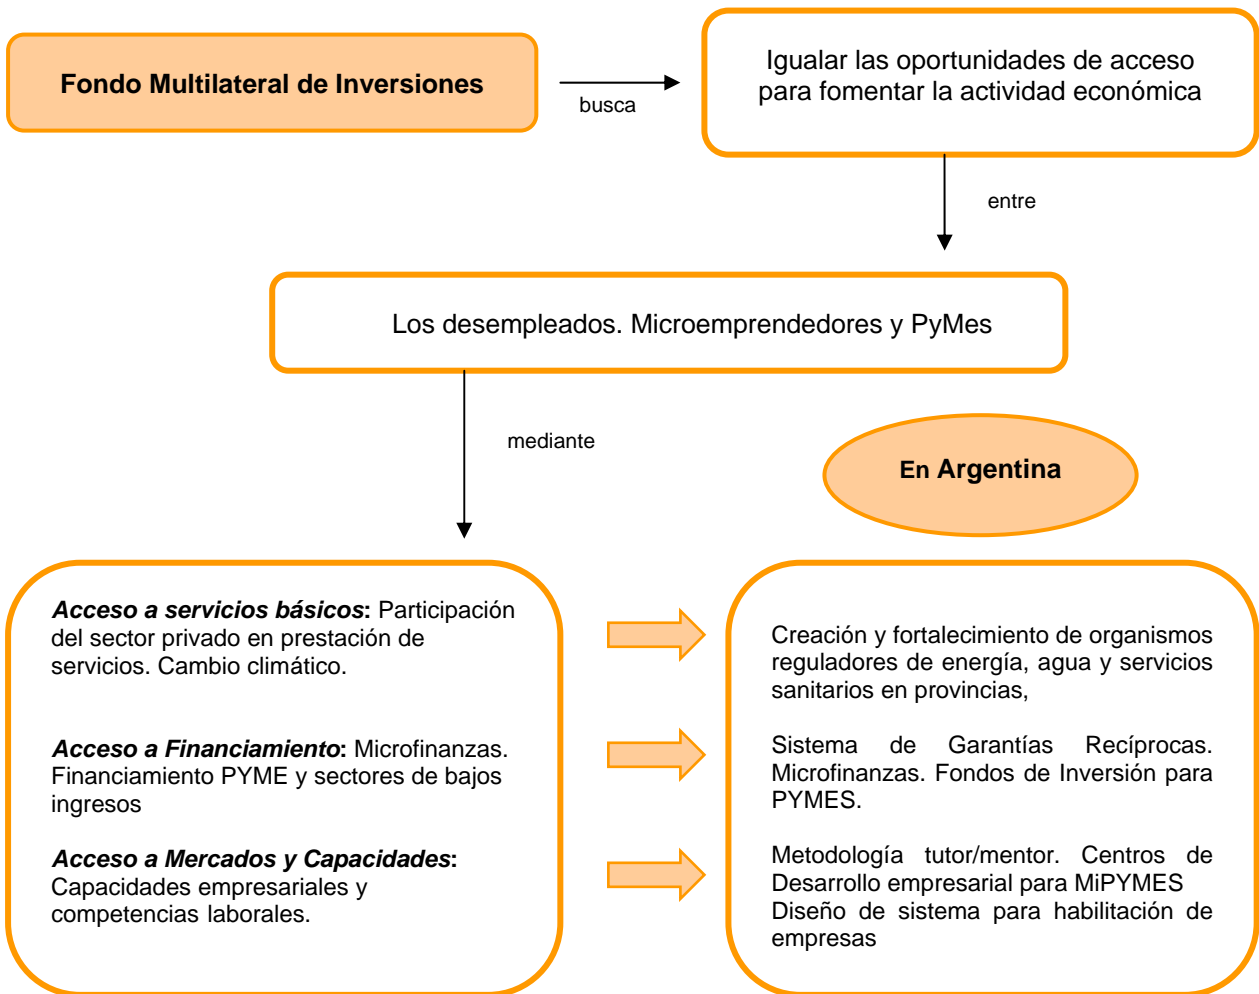 Fondo Multilateral de Inversiones
busca
Igualar las oportunidades de acceso
para fomentar la actividad económica
entre
Los desempleados. Microemprendedores y PyMes
mediante
En Argentina
Acceso a servicios básicos: Participación
del sector privado en prestación de
servicios. Cambio climático.
Acceso a Financiamiento: Microfinanzas.
Financiamiento PYME y sectores de bajos
ingresos
Acceso a Mercados y Capacidades:
Capacidades empresariales y
competencias laborales.
Creación y fortalecimiento de organismos
reguladores de energía, agua y servicios
sanitarios en provincias,
Sistema de Garantías Recíprocas.
Microfinanzas. Fondos de Inversión para
PYMES.
Metodología tutor/mentor. Centros de
Desarrollo empresarial para MiPYMES
Diseño de sistema para habilitación de
empresas